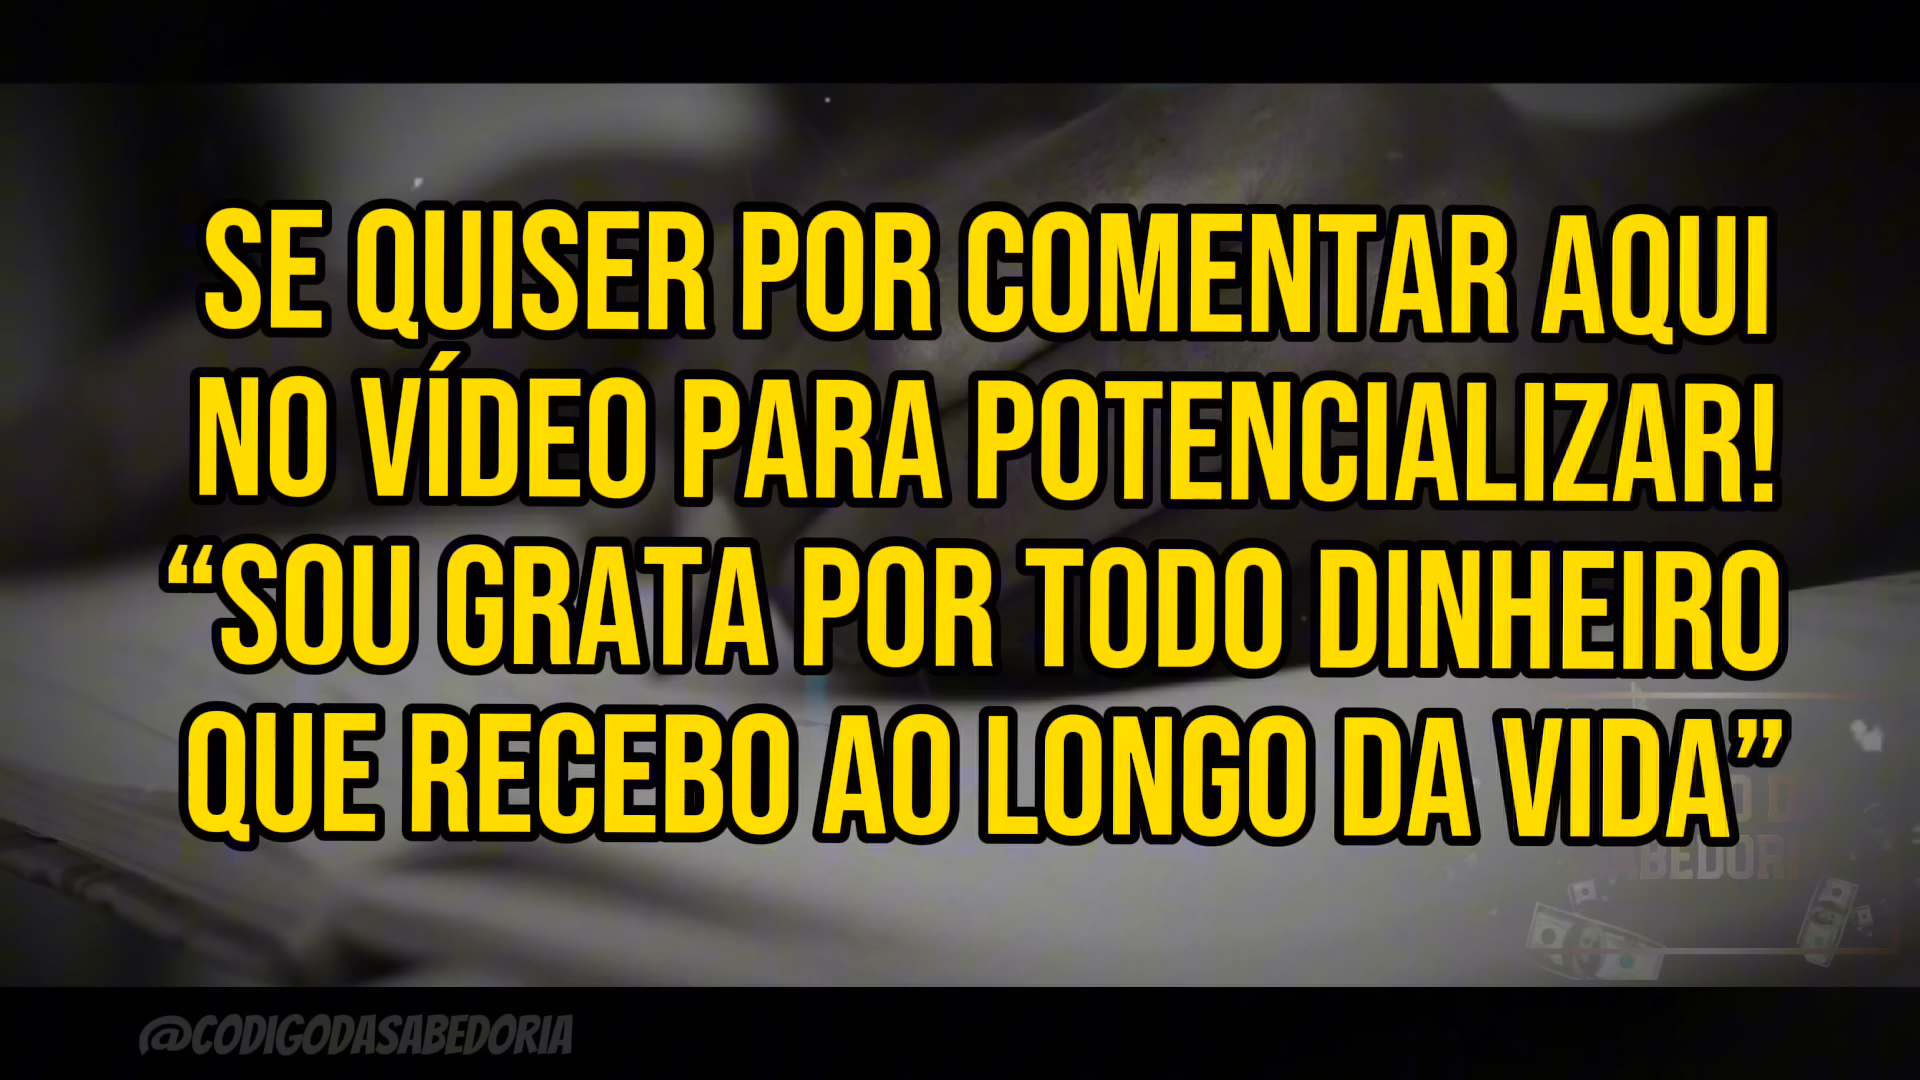 SE QUISER POR COMENTAR AQUI
NO VÍDEO PARA POTENCIALIZAR!
“SOU GRATA POR TODO DINHEIRO
QUE RECEBO AO LONGO DA VIDA”
@CODIGODASABEDORIA